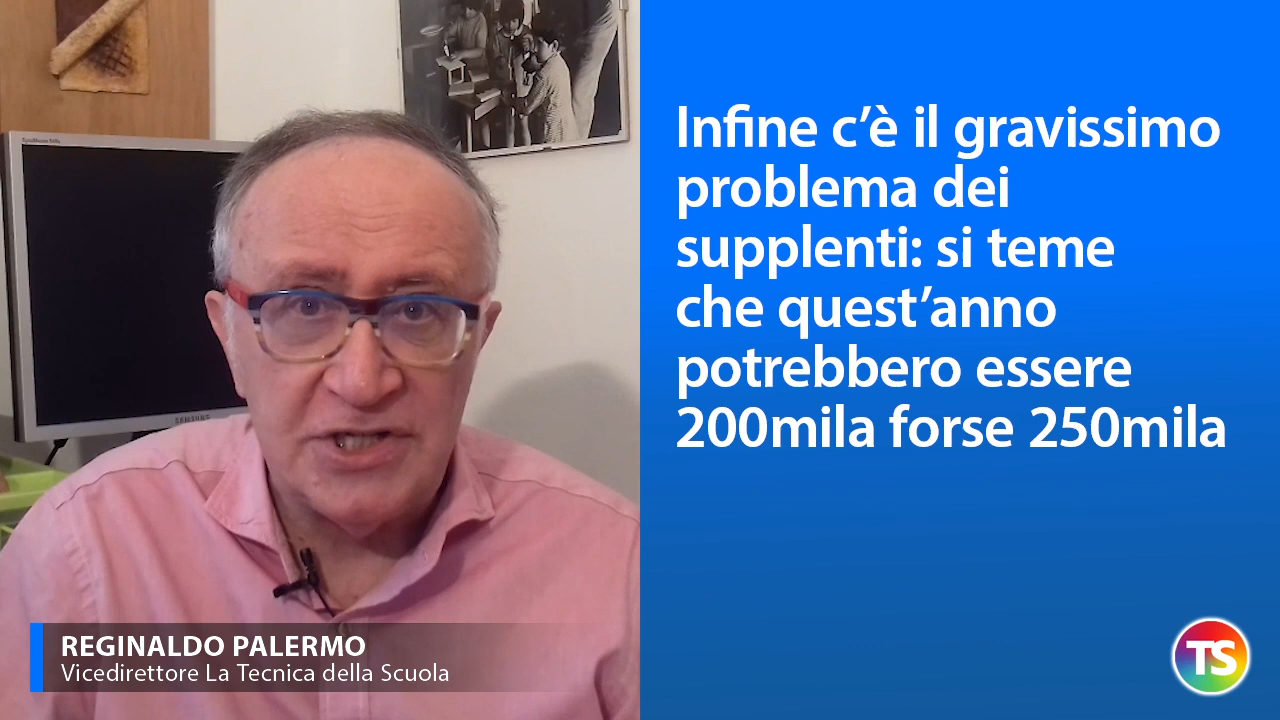 Infine c’è il gravissimo
problema dei
supplenti: si teme
che quest’anno
potrebbero essere
200mila forse 250mila
SAMSUNG
REGINALDO PALERMO
Vicedirettore La Tecnica della Scuola
TS